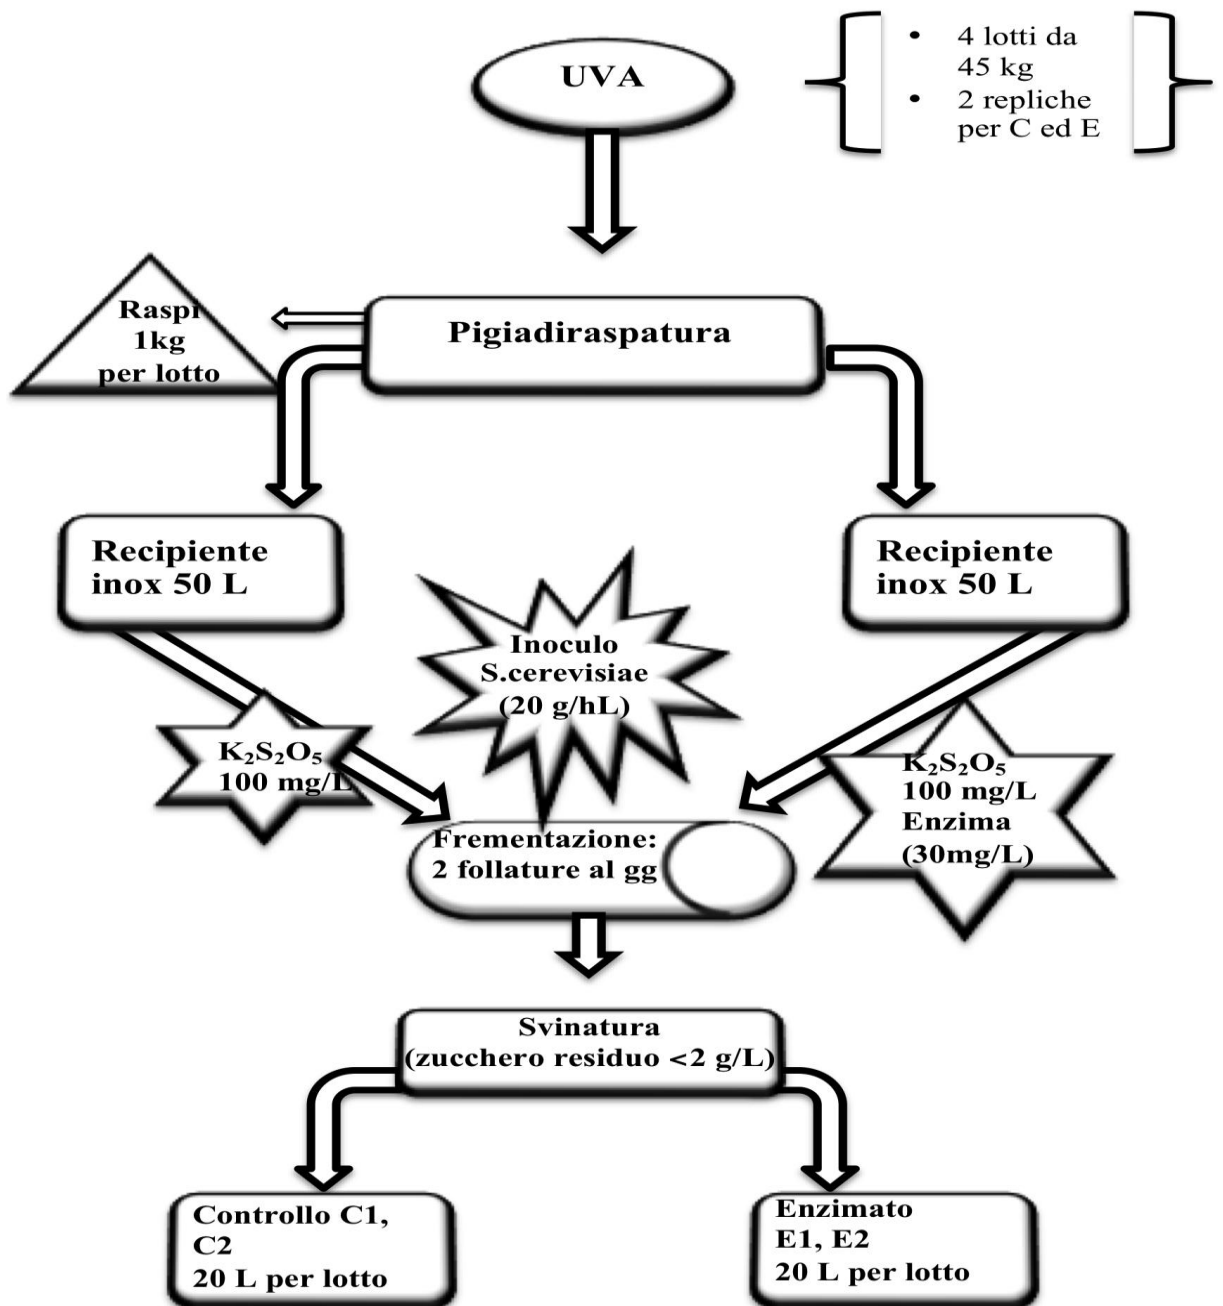 UVA
• 4 lotti da
45 kg
• 2 repliche
per C ed E
Raspi
1kg
per lotto
Pigiadiraspatura
Recipiente
inox 50 L
Recipiente
inox 50 L
Inoculo
S.cerevisiae
(20 g/hL)
K₂S₂O₅
100 mg/L
K₂S₂O₅
100 mg/L
Enzima
(30mg/L)
Frementazione:
2 follature al gg
Svinatura
(zucchero residuo <2 g/L)
Controllo C1,
C2
20 L per lotto
Enzimato
E1, E2
20 L per lotto